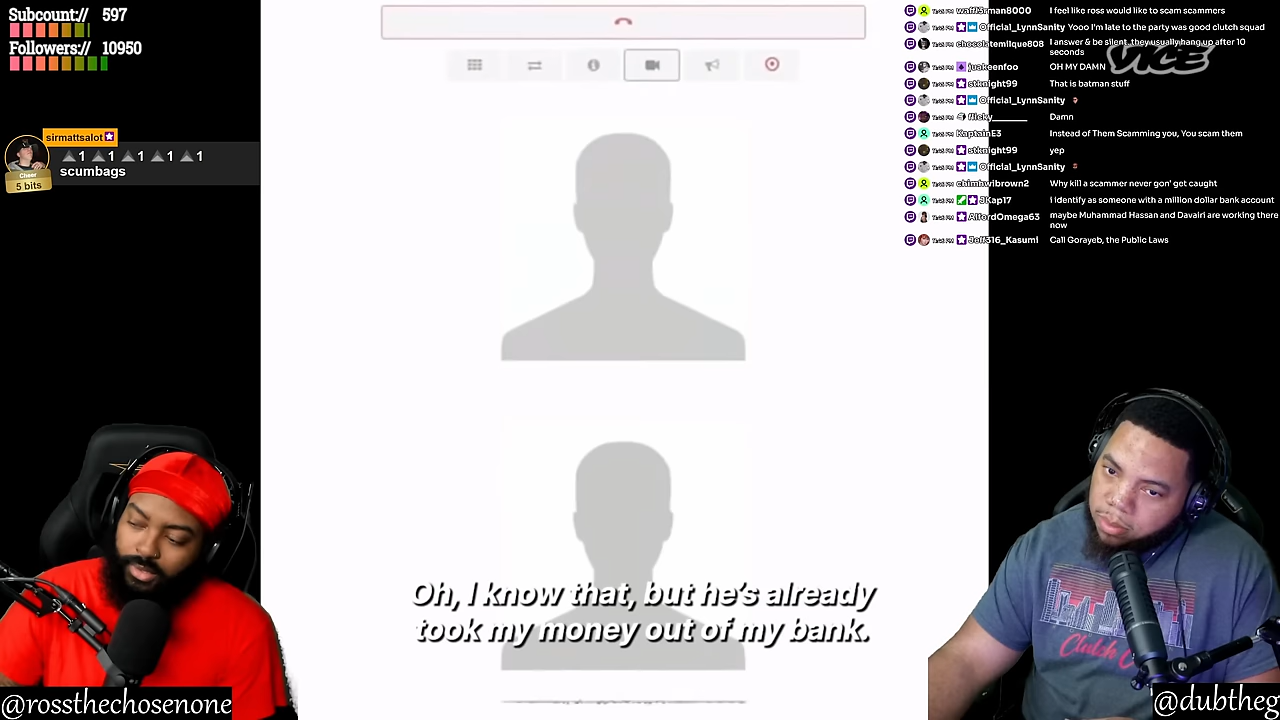 Subcount// 597
Followers// 10950
sirmattsalot
1 1 1 1 1
scumbags
Cheer
5 bits
I feel like ross would like to scam scammers
Official_LynnSanity Yooo I'm late to the party was good clutch squad
chocolatemilque808 I answer & be silent..they usually hang up after 10
seconds
juakeenfoo OH MY DAMN
VICE
stknight99 That is batman stuff
Official_LynnSanity
Damn
KaptainE3 Instead of Them Scamming you, You scam them
stknight99 yep
Official_LynnSanity
chimhwibrown2 Why kill a scammer never gon' get caught
JKap17 i identify as someone with a million dollar bank account
AlfordOmega63 maybe Muhammad Hassan and Davairi are working there
now
Jeff316_Kasumi Call Gorayeb, the Public Laws
Oh, I know that, but he's already
took my money out of my bank.
@rossthechosenone
@dubtheg